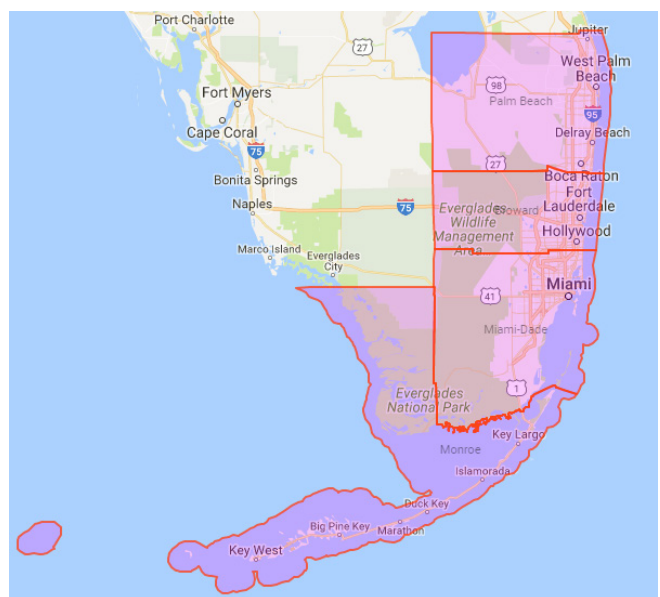 Port Charlotte
27
Jupiter
West Palm
Beach
98
Palm Beach
Fort Myers
95
Cape Coral
Delray Beach
75
27
Bonita Springs
Boca Raton
Fort
Lauderdale
Naples
75
Everglades
Wildlife
Management
Area
Broward
Hollywood
Marco Island
Everglades
City
Miami
41
Miami-Dade
1
Everglades
National Park
Key Largo
Monroe
Islamorada
Duck Key
Big Pine Key
Marathon
Key West